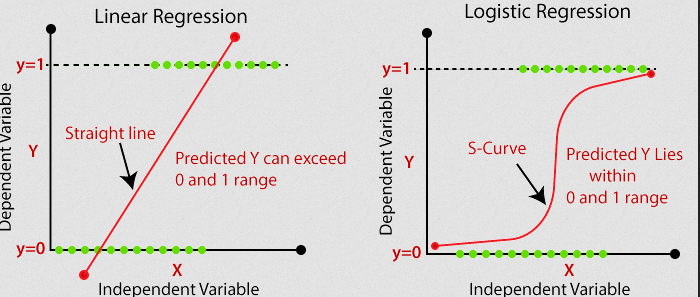 Linear Regression
y=1
Dependent Variable
Y
Straight line
Predicted Y can exceed
0 and 1 range
y=0
X
Independent Variable
Logistic Regression
y=1
Dependent Variable
Y
S-Curve
Predicted Y Lies
within
0 and 1 range
y=0
X
Independent Variable